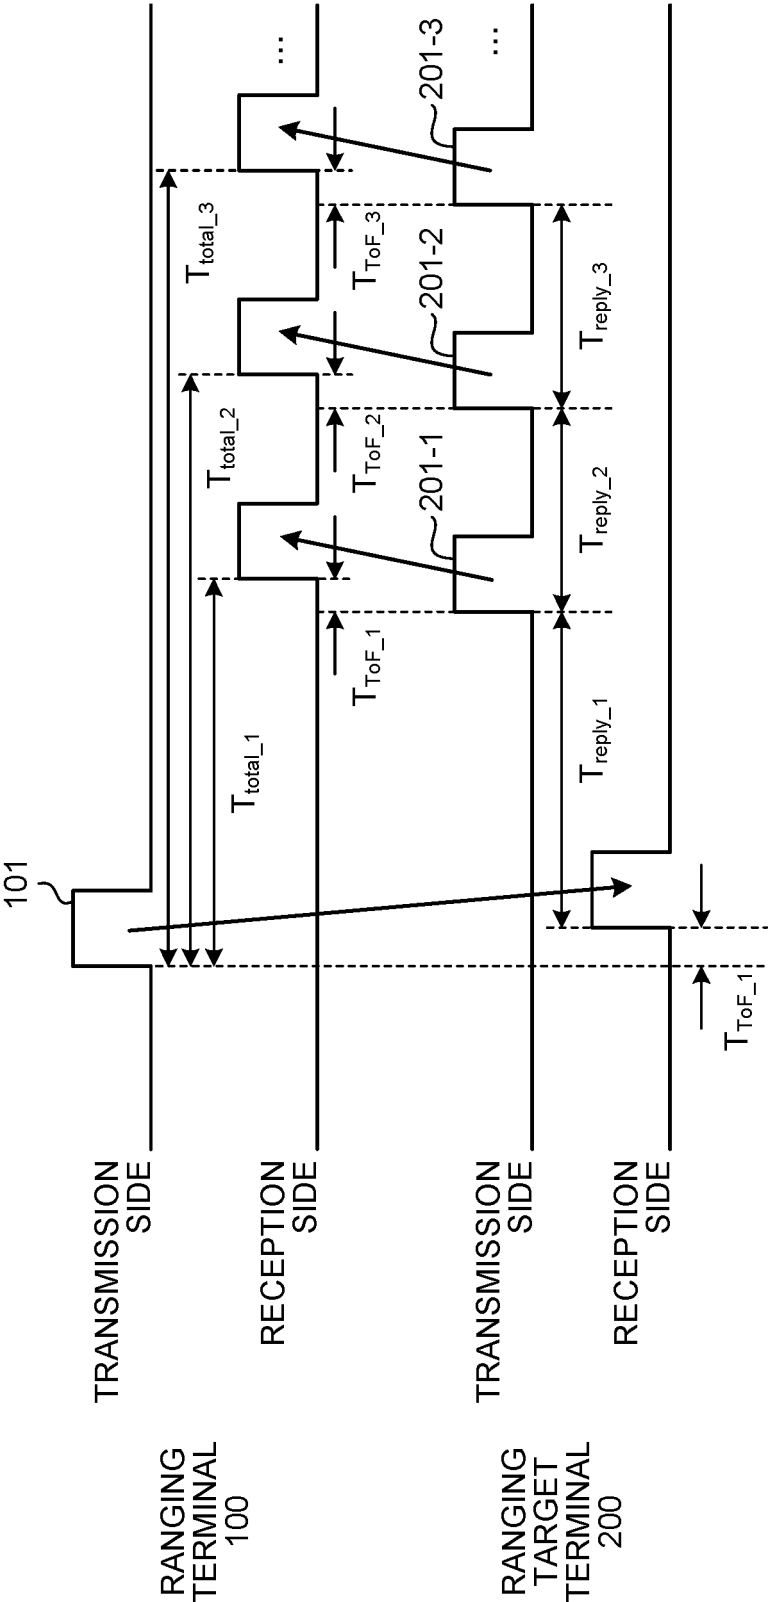 RANGING
TERMINAL
100
TRANSMISSION
SIDE
101
T_total_3
T_total_2
T_total_1
RECEPTION
SIDE
...
T_ToF_1
T_ToF_2
T_ToF_3
RANGING
TARGET
TERMINAL
200
TRANSMISSION
SIDE
201-1
201-2
201-3
...
T_reply_1
T_reply_2
T_reply_3
RECEPTION
SIDE
T_ToF_1